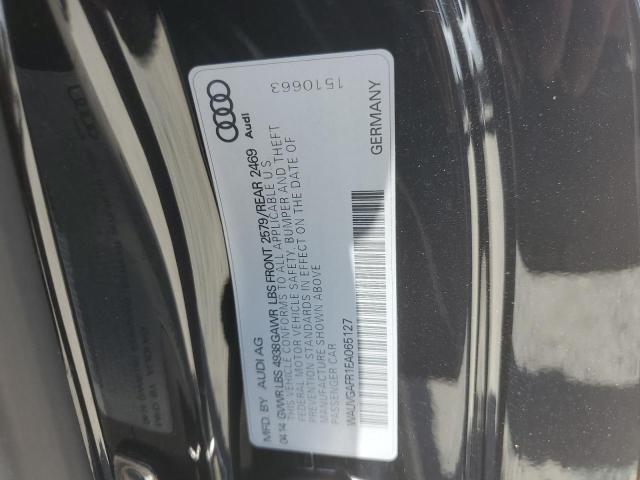 MFD. BY AUDI AG
04 14 GVWR LBS 4938 GAWR LBS FRONT 2579/REAR 2469
THIS VEHICLE CONFORMS TO ALL APPLICABLE U S
FEDERAL MOTOR VEHICLE SAFETY, BUMPER AND THEFT
PREVENTION STANDARDS IN EFFECT ON THE DATE OF
MANUFACTURE SHOWN ABOVE
PASSENGER CAR
WAUVGAFR1EA065127
GERMANY
Audi
1510663